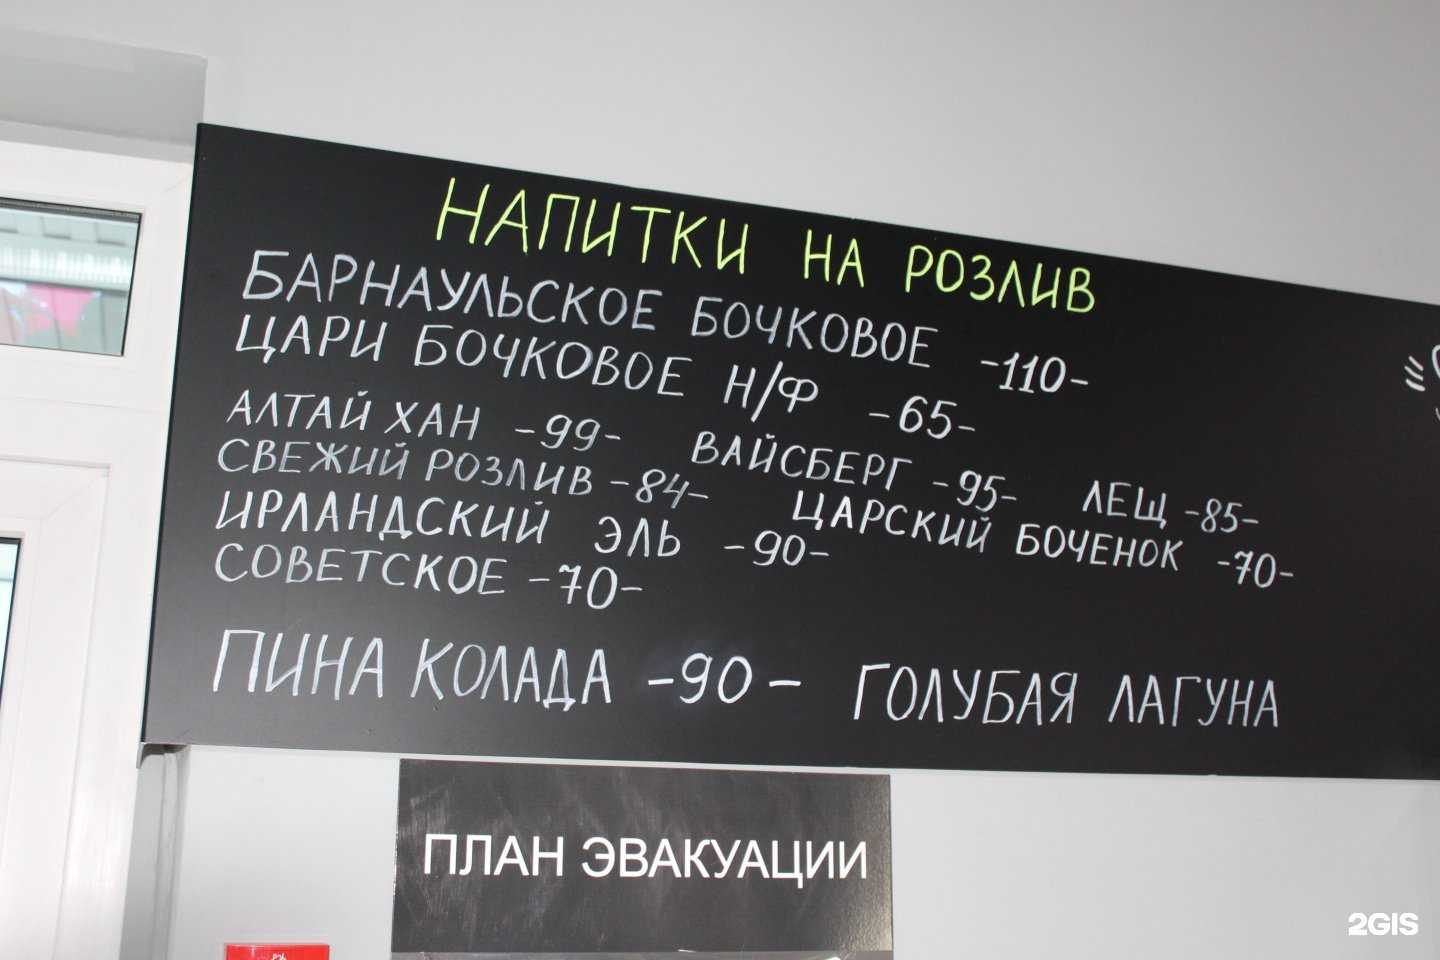 НАПИТКИ НА РОЗЛИВ
БАРНАУЛЬСКОЕ БОЧКОВОЕ -110-
ЦАРИ БОЧКОВОЕ Н/Ф -65-
АЛТАЙ ХАН -99- ВАЙСБЕРГ -95- ЛЕЩ -85-
СВЕЖИЙ РОЗЛИВ -84- ЦАРСКИЙ БОЧЕНОК -70-
ИРЛАНДСКИЙ ЭЛЬ -90-
СОВЕТСКОЕ -70-
ПИНА КОЛАДА -90- ГОЛУБАЯ ЛАГУНА
ПЛАН ЭВАКУАЦИИ
2GIS